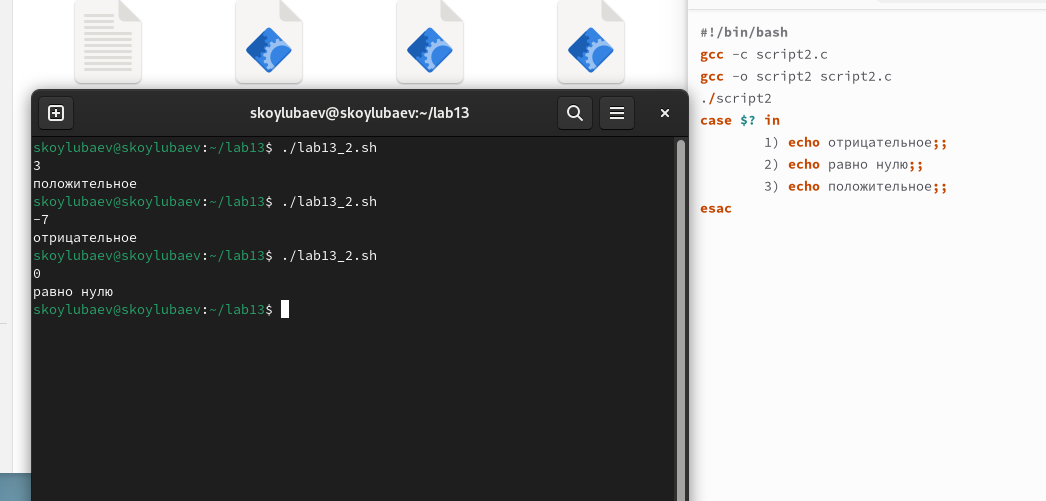 skoylubaev@skoylubaev:~/lab13
skoylubaev@skoylubaev:~/lab13$ ./lab13_2.sh
3
положительное
skoylubaev@skoylubaev:~/lab13$ ./lab13_2.sh
-7
отрицательное
skoylubaev@skoylubaev:~/lab13$ ./lab13_2.sh
0
равно нулю
skoylubaev@skoylubaev:~/lab13$
#!/bin/bash
gcc -c script2.c
gcc -o script2 script2.c
./script2
case $? in
        1) echo отрицательное;;
        2) echo равно нулю;;
        3) echo положительное;;
esac